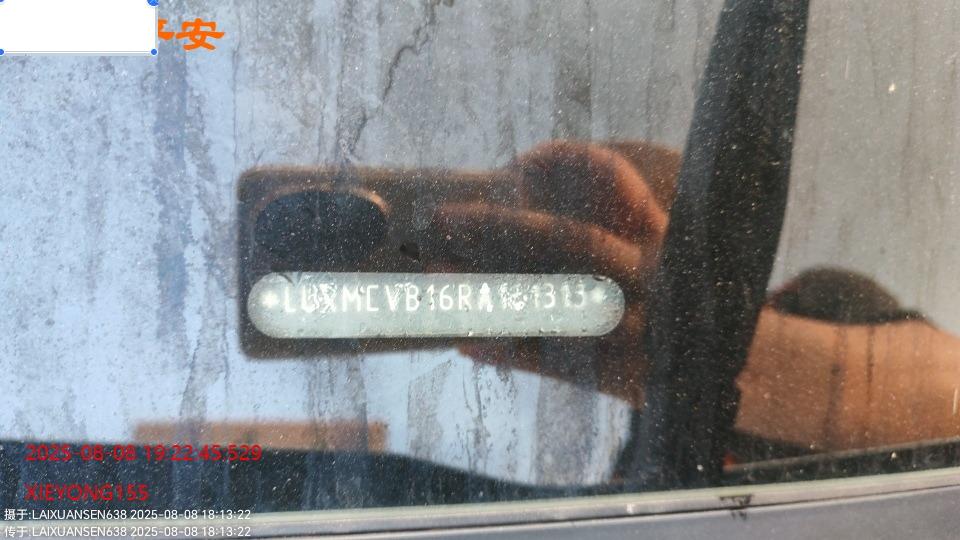 安
*LUXMCVB16RA131313*
2025-08-08 19:22:45 529
XIEYONG155
摄于:LAIXUANSEN638 2025-08-08 18:13:22
传于:LAIXUANSEN638 2025-08-08 18:13:22